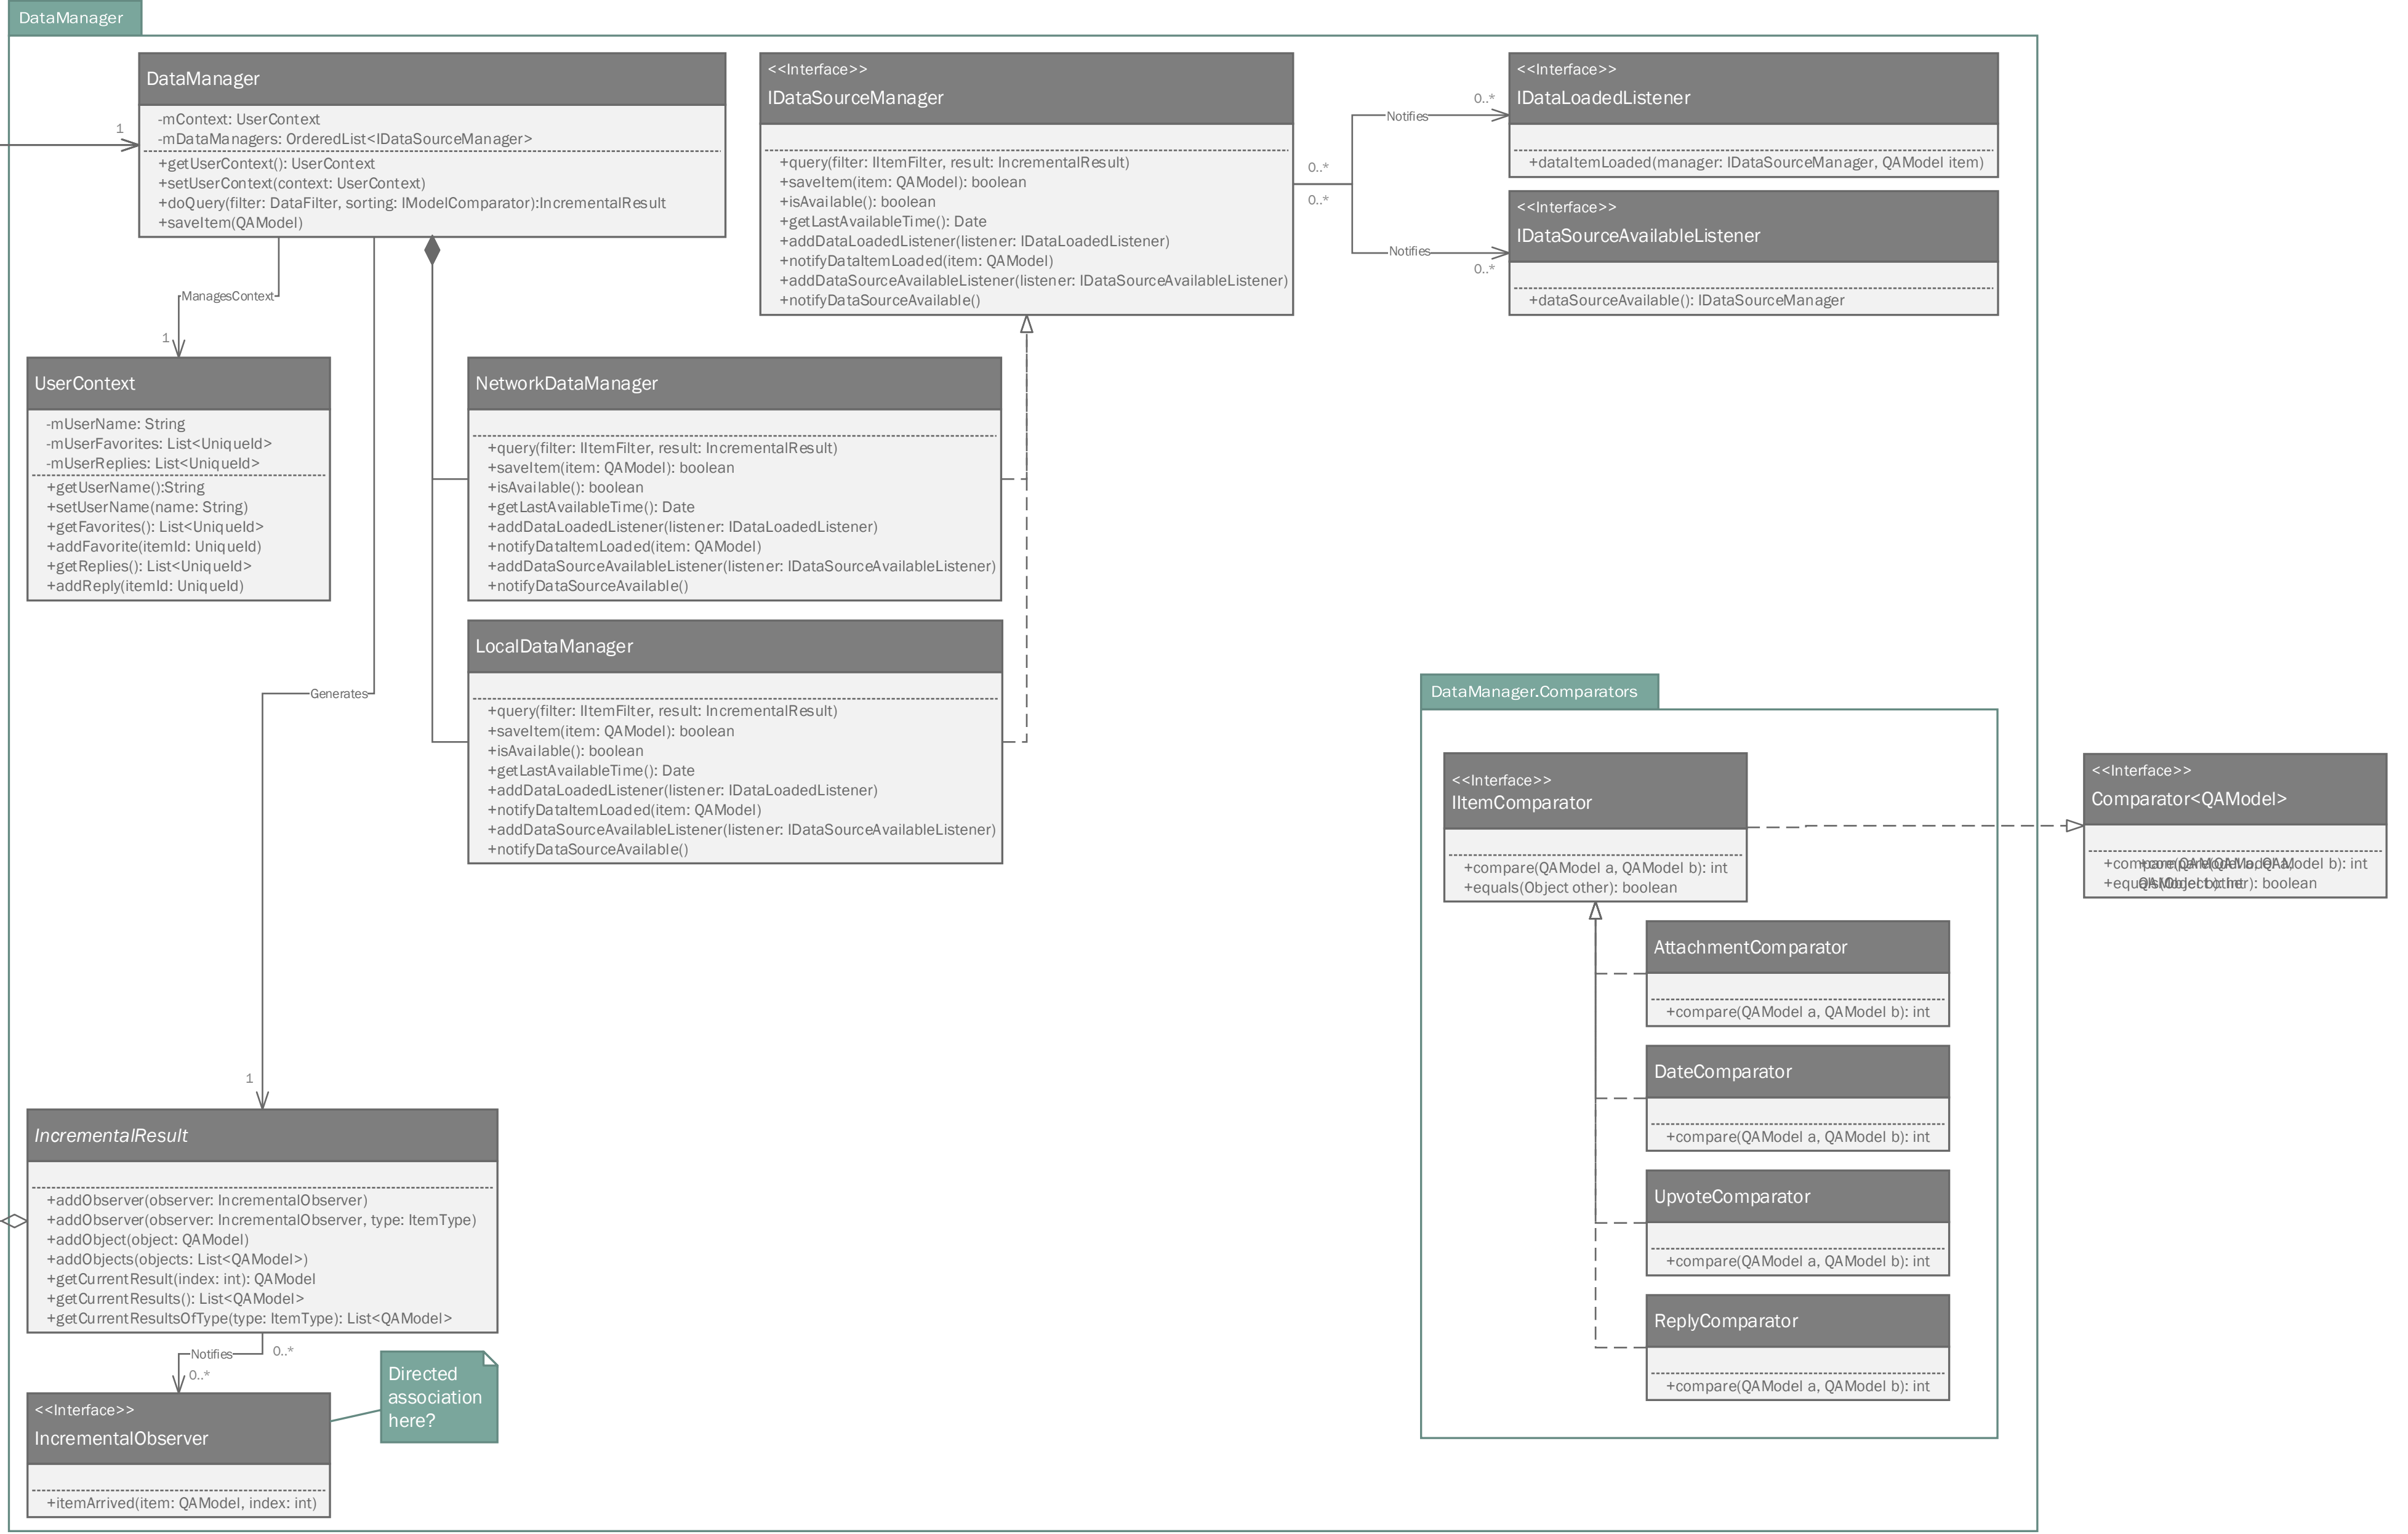 DataManager
DataManager
-mContext: UserContext
-mDataManagers: OrderedList<IDataSourceManager>
+getUserContext(): UserContext
+setUserContext(context: UserContext)
+doQuery(filter: DataFilter, sorting: IModelComparator):IncrementalResult
+saveItem(QAModel)
1
<<Interface>>
IDataSourceManager
+query(filter: IItemFilter, result: IncrementalResult)
+saveItem(item: QAModel): boolean
+isAvailable(): boolean
+getLastAvailableTime(): Date
+addDataLoadedListener(listener: IDataLoadedListener)
+notifyDataItemLoaded(item: QAModel)
+addDataSourceAvailableListener(listener: IDataSourceAvailableListener)
+notifyDataSourceAvailable()
0..*
0..*
Notifies
0..*
Notifies
0..*
<<Interface>>
IDataLoadedListener
+dataItemLoaded(manager: IDataSourceManager, QAModel item)
<<Interface>>
IDataSourceAvailableListener
+dataSourceAvailable(): IDataSourceManager
ManagesContext
1
UserContext
-mUserName: String
-mUserFavorites: List<UniqueId>
-mUserReplies: List<UniqueId>
+getUserName():String
+setUserName(name: String)
+getFavorites(): List<UniqueId>
+addFavorite(itemId: UniqueId)
+getReplies(): List<UniqueId>
+addReply(itemId: UniqueId)
NetworkDataManager
+query(filter: IItemFilter, result: IncrementalResult)
+saveItem(item: QAModel): boolean
+isAvailable(): boolean
+getLastAvailableTime(): Date
+addDataLoadedListener(listener: IDataLoadedListener)
+notifyDataItemLoaded(item: QAModel)
+addDataSourceAvailableListener(listener: IDataSourceAvailableListener)
+notifyDataSourceAvailable()
LocalDataManager
+query(filter: IItemFilter, result: IncrementalResult)
+saveItem(item: QAModel): boolean
+isAvailable(): boolean
+getLastAvailableTime(): Date
+addDataLoadedListener(listener: IDataLoadedListener)
+notifyDataItemLoaded(item: QAModel)
+addDataSourceAvailableListener(listener: IDataSourceAvailableListener)
+notifyDataSourceAvailable()
Generates
1
DataManager.Comparators
<<Interface>>
IItemComparator
+compare(QAModel a, QAModel b): int
+equals(Object other): boolean
<<Interface>>
Comparator<QAModel>
b): int
boolean
AttachmentComparator
+compare(QAModel a, QAModel b): int
DateComparator
+compare(QAModel a, QAModel b): int
UpvoteComparator
+compare(QAModel a, QAModel b): int
ReplyComparator
+compare(QAModel a, QAModel b): int
IncrementalResult
+addObserver(observer: IncrementalObserver)
+addObserver(observer: IncrementalObserver, type: ItemType)
+addObject(object: QAModel)
+addObjects(objects: List<QAModel>)
+getCurrentResult(index: int): QAModel
+getCurrentResults(): List<QAModel>
+getCurrentResultsOfType(type: ItemType): List<QAModel>
Notifies
0..*
0..*
<<Interface>>
IncrementalObserver
+itemArrived(item: QAModel, index: int)
Directed
association
here?